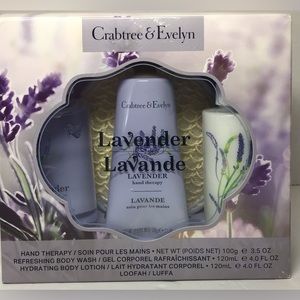 Crabtree & Evelyn
Crabtree & Evelyn
Lavender
Lavande
LAVENDER
hand therapy
LAVANDE
soin pour les mains
HAND THERAPY / SOIN POUR LES MAINS • NET WT (POIDS NET) 100g e 3.5 OZ
REFRESHING BODY WASH / GEL CORPOREL RAFRAÎCHISSANT • 120mL e 4.0 FL OZ
HYDRATING BODY LOTION / LAIT HYDRATANT CORPOREL • 120mL e 4.0 FL OZ
LOOFAH / LUFFA